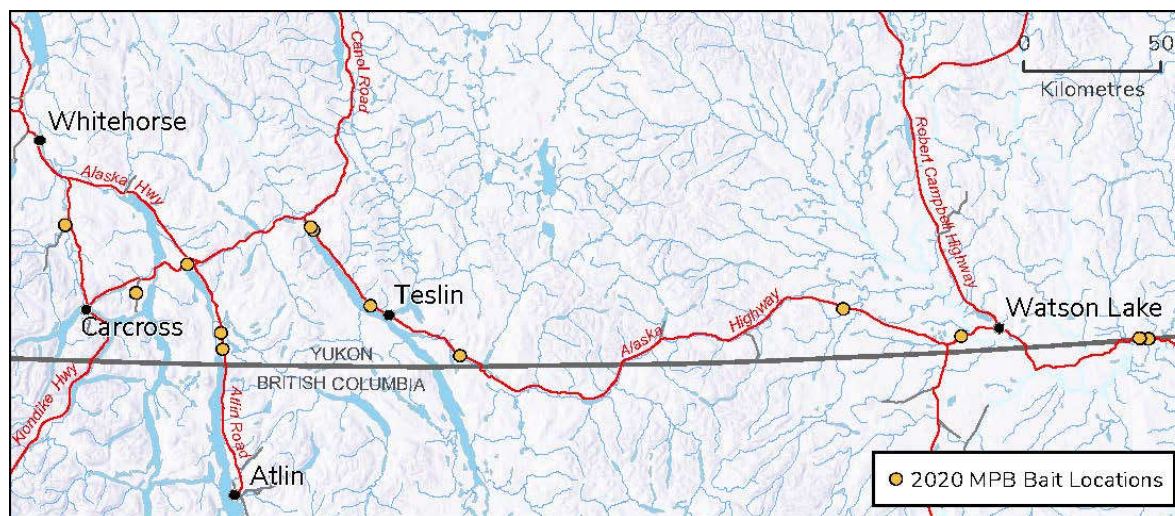 Canol Road
0 50
Kilometres
Whitehorse
Alaska Hwy
Robert Campbell Highway
Teslin
Carcross
Watson Lake
Alaska Highway
YUKON
BRITISH COLUMBIA
Klondike Hwy
Atlin Road
Atlin
2020 MPB Bait Locations